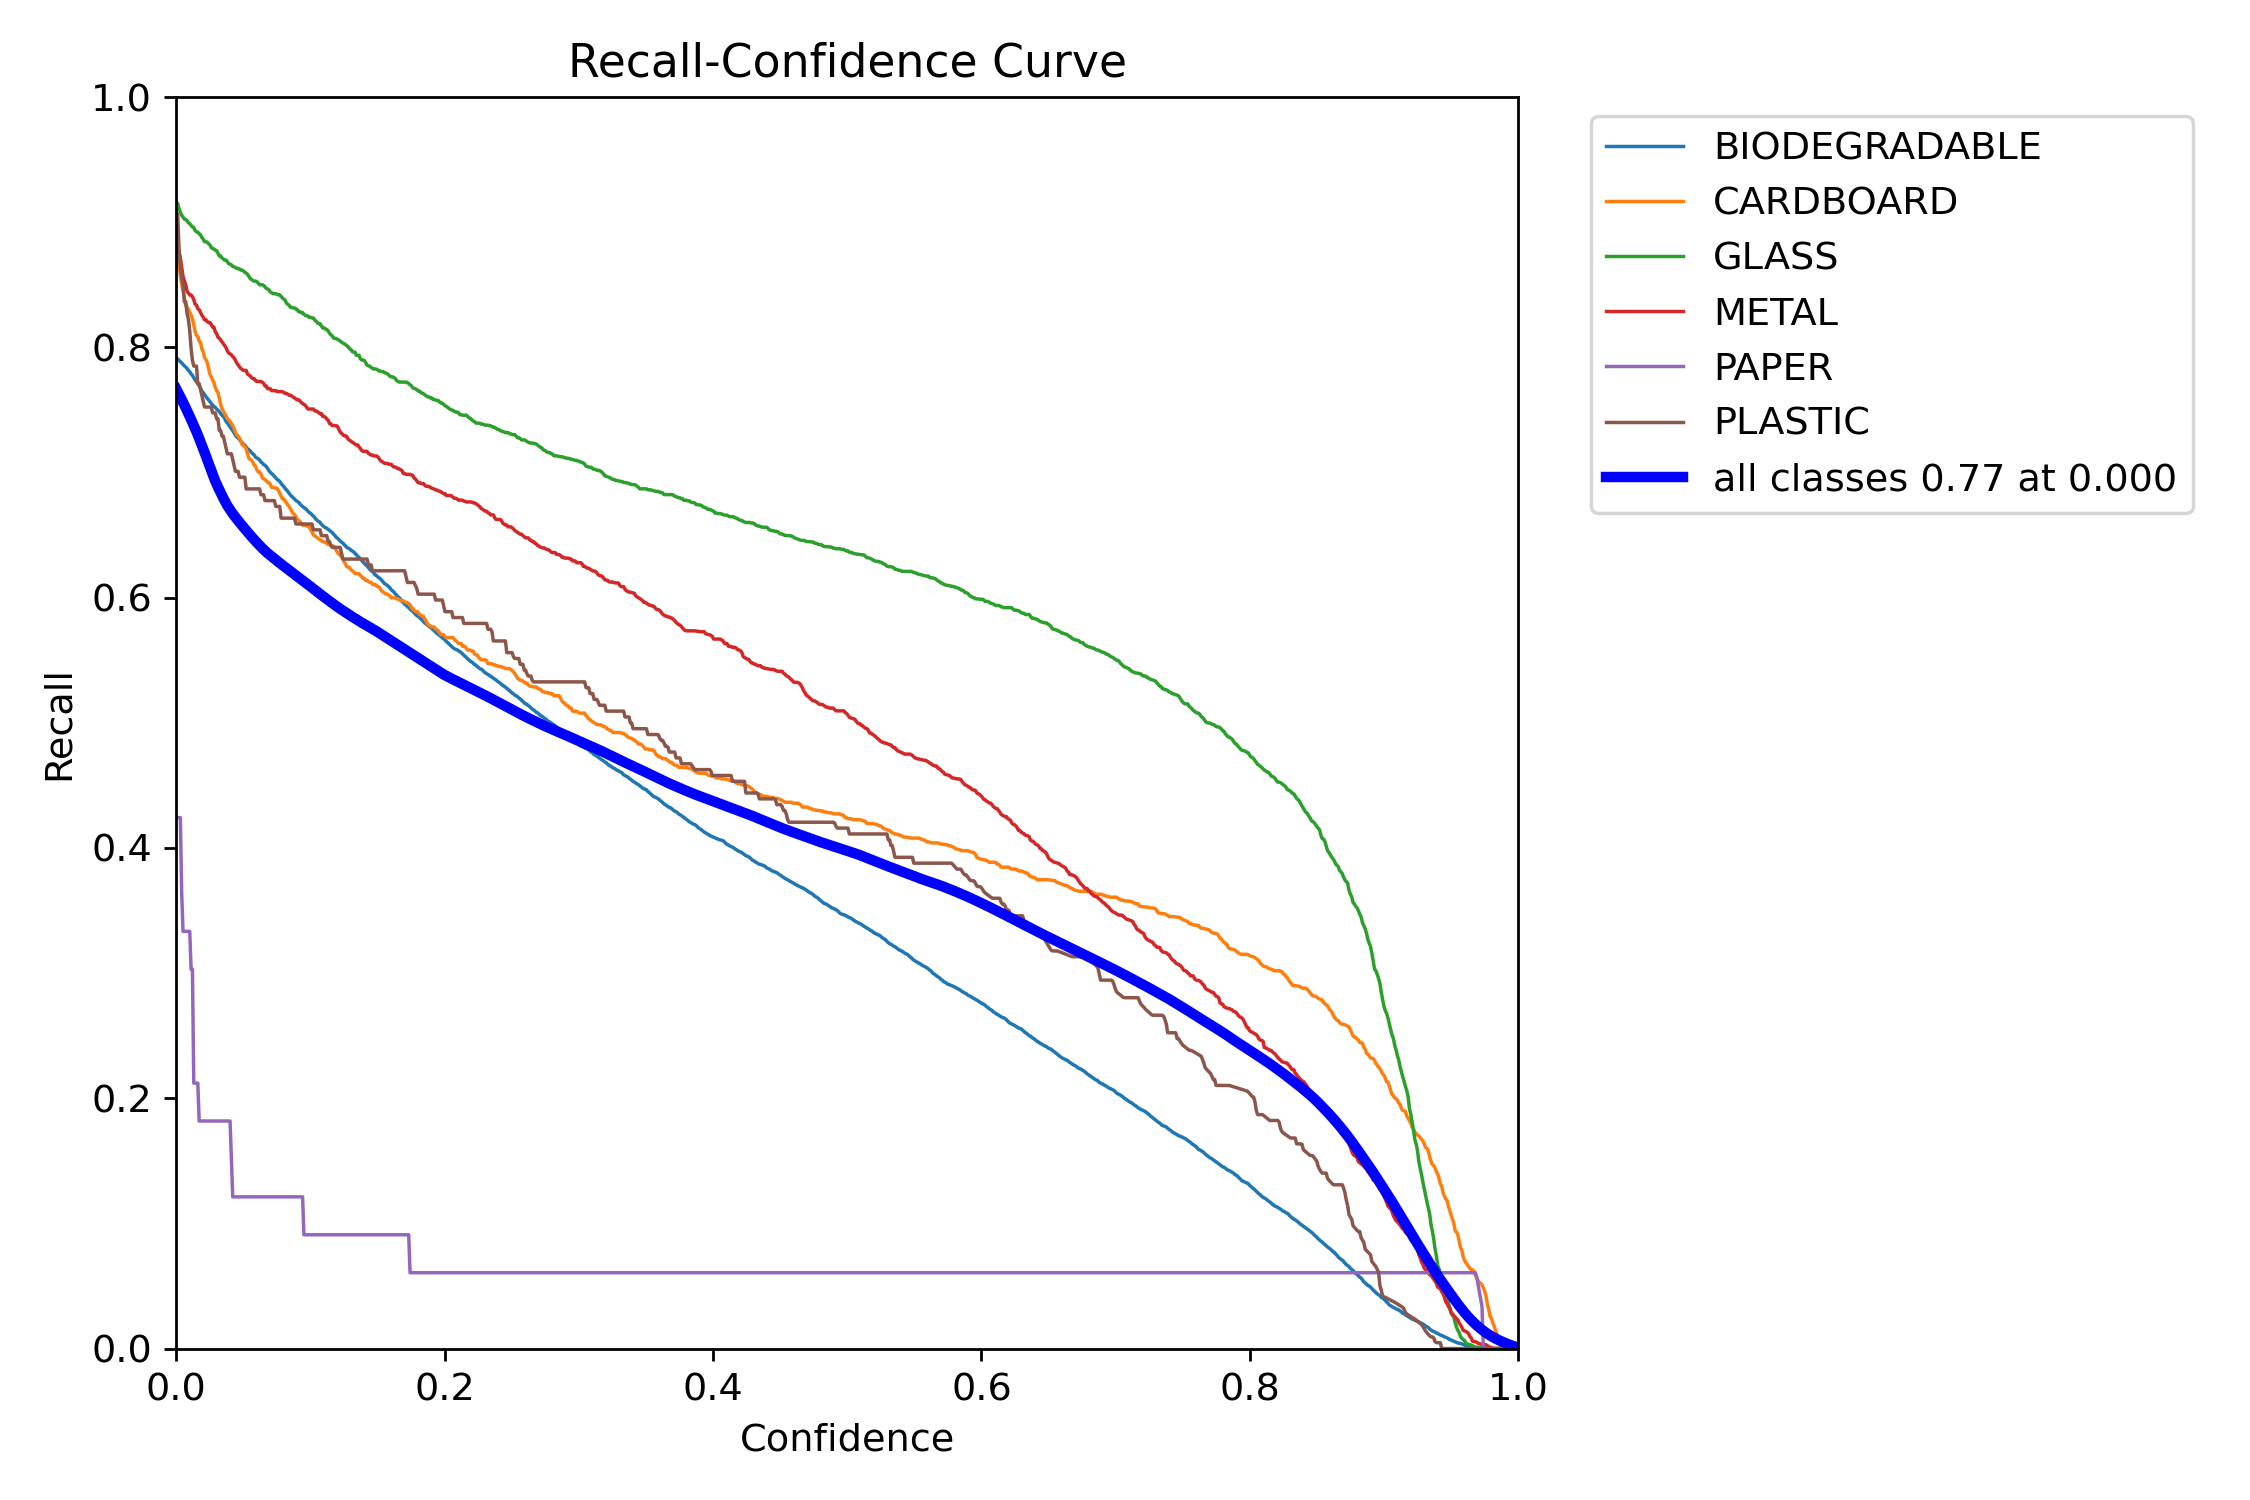 Recall-Confidence Curve
1.0
0.8
0.6
0.4
0.2
0.0
Recall
0.0 0.2 0.4 0.6 0.8 1.0
Confidence
BIODEGRADABLE
CARDBOARD
GLASS
METAL
PAPER
PLASTIC
all classes 0.77 at 0.000